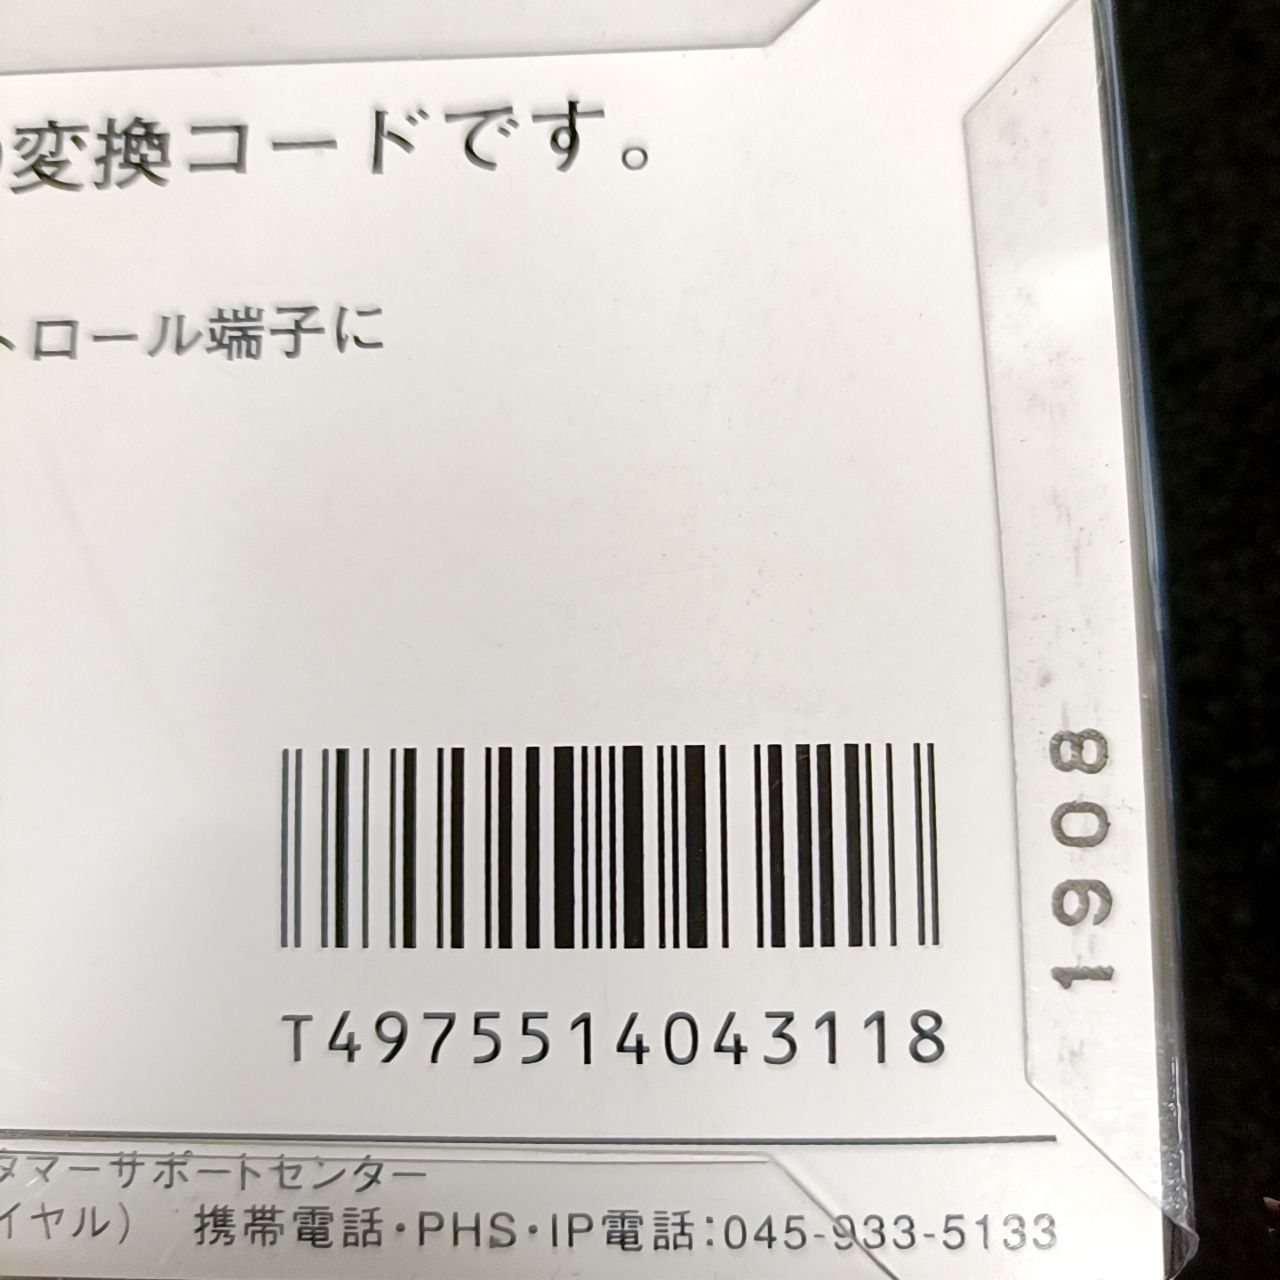 変換コードです。
トロール端子に
1908
T4975514043118
タマーサポートセンター
イヤル) 携帯電話・PHS・IP電話:045-933-5133